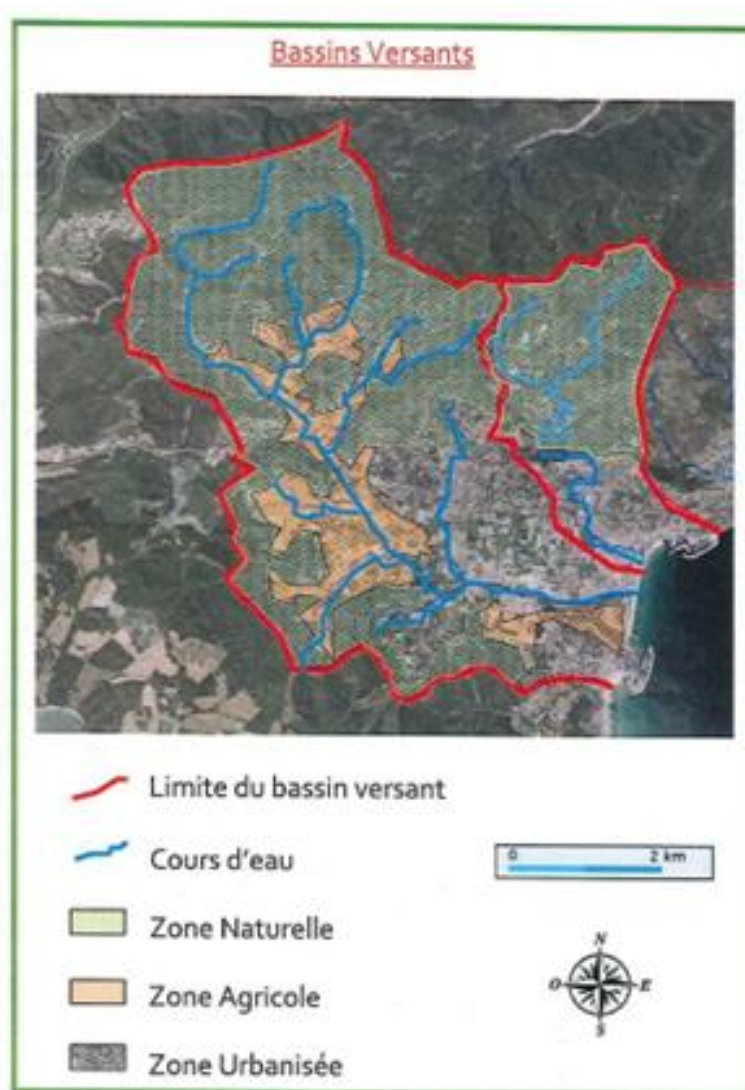 Bassins Versants
Limite du bassin versant
Cours d'eau
0 2 km
Zone Naturelle
N
O E
S
Zone Agricole
Zone Urbanisée